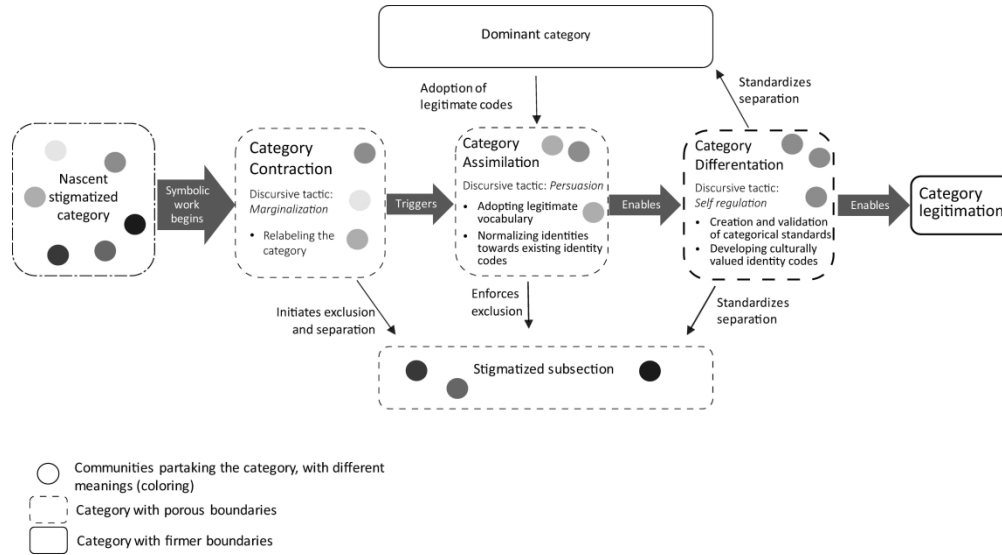 Dominant category
Adoption of
legitimate codes
Standardizes
separation
Nascent
stigmatized
category
Symbolic
work
begins
Category
Contraction
Discursive tactic:
Marginalization
• Relabeling the
category
Triggers
Category
Assimilation
Discursive tactic: Persuasion
• Adopting legitimate
vocabulary
• Normalizing identities
towards existing identity
codes
Enables
Category
Differentation
Discursive tactic:
Self regulation
• Creation and validation
of categorical standards
• Developing culturally
valued identity codes
Enables
Category
legitimation
Initiates exclusion
and separation
Enforces
exclusion
Standardizes
separation
Stigmatized subsection
Communities partaking the category, with different
meanings (coloring)
Category with porous boundaries
Category with firmer boundaries